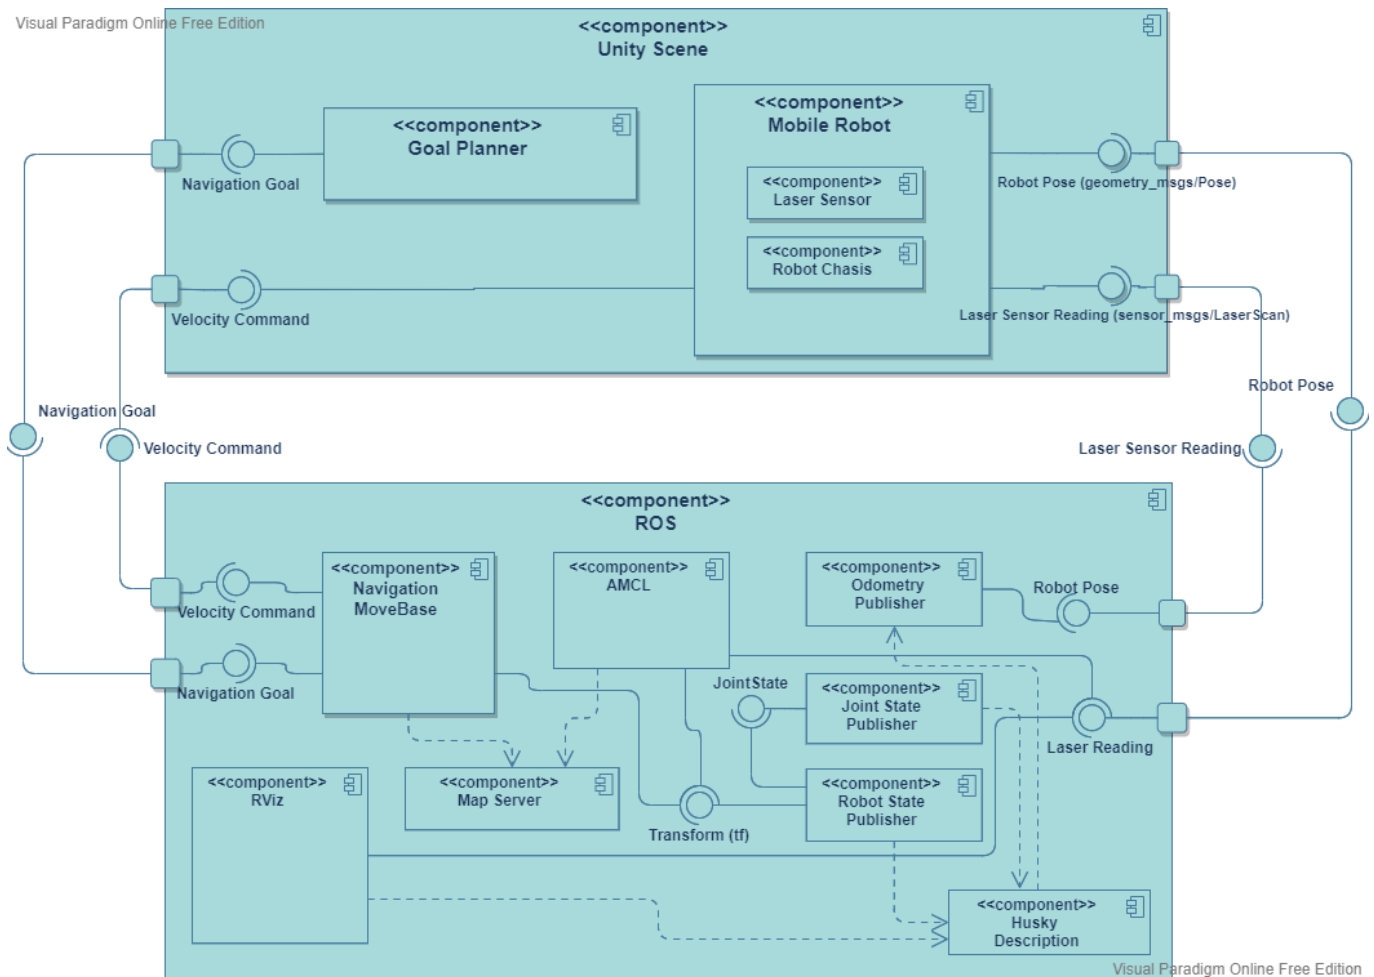 Visual Paradigm Online Free Edition
<<component>>
Unity Scene
<<component>>
Goal Planner
<<component>>
Mobile Robot
<<component>>
Laser Sensor
<<component>>
Robot Chasis
Navigation Goal
Robot Pose (geometry_msgs/Pose)
Velocity Command
Laser Sensor Reading (sensor_msgs/LaserScan)
Navigation Goal
Velocity Command
Robot Pose
Laser Sensor Reading
<<component>>
ROS
<<component>>
Navigation
MoveBase
<<component>>
AMCL
<<component>>
Odometry
Publisher
Robot Pose
Velocity Command
Navigation Goal
JointState
<<component>>
Joint State
Publisher
Laser Reading
<<component>>
RViz
<<component>>
Map Server
<<component>>
Robot State
Publisher
Transform (tf)
<<component>>
Husky
Description
Visual Paradigm Online Free Edition